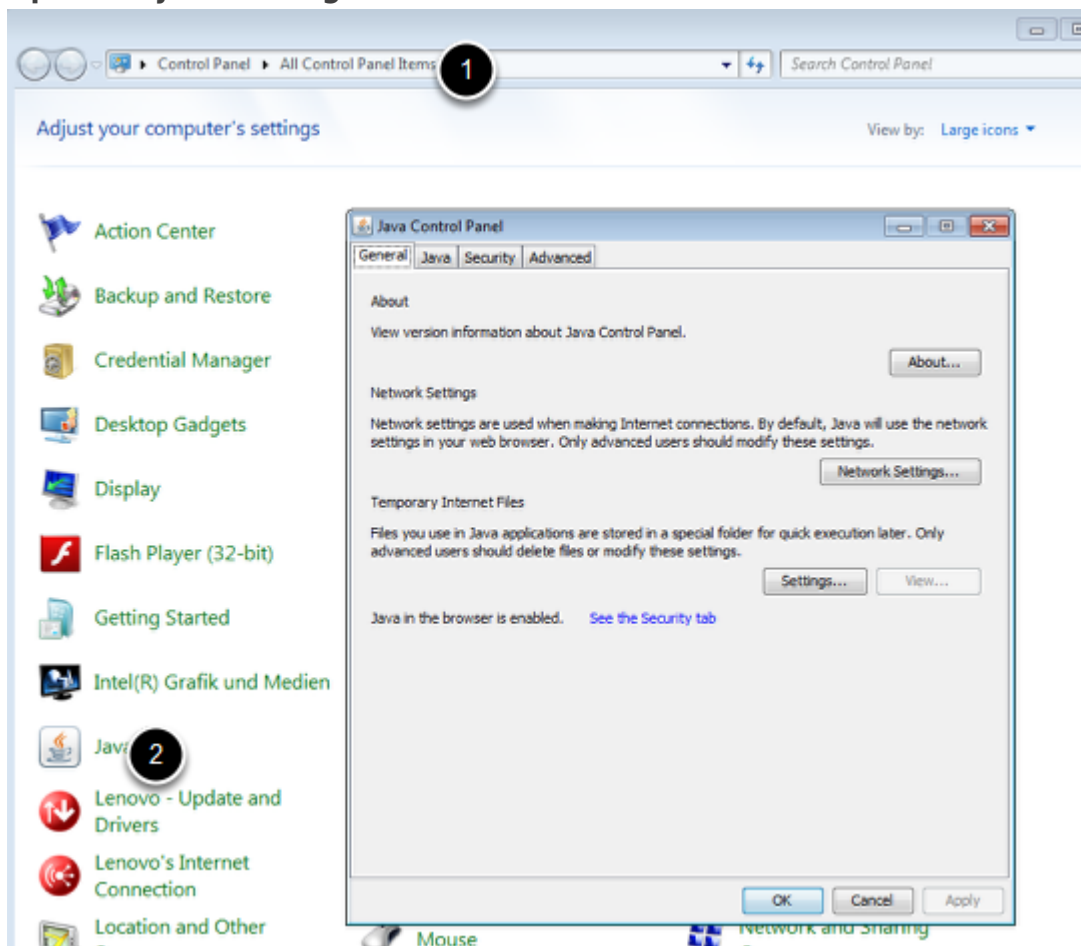 Control Panel ▸ All Control Panel Items
1
Search Control Panel
Adjust your computer's settings
View by: Large icons
Action Center
Backup and Restore
Credential Manager
Desktop Gadgets
Display
Flash Player (32-bit)
Getting Started
Intel(R) Grafik und Medien
Java
2
Lenovo - Update and
Drivers
Lenovo's Internet
Connection
Location and Other
Java Control Panel
General Java Security Advanced
About
View version information about Java Control Panel.
About...
Network Settings
Network settings are used when making Internet connections. By default, Java will use the network
settings in your web browser. Only advanced users should modify these settings.
Network Settings...
Temporary Internet Files
Files you use in Java applications are stored in a special folder for quick execution later. Only
advanced users should delete files or modify these settings.
Settings... View...
Java in the browser is enabled. See the Security tab
OK Cancel Apply
Mouse
Network and Sharing